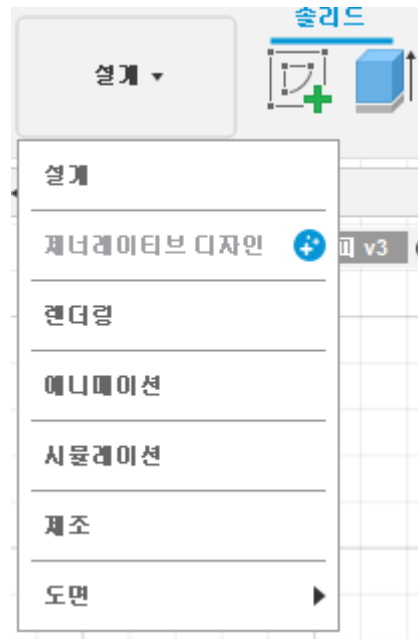 솔리드
설계
설계
제너레이티브 디자인
v3
렌더링
애니메이션
시뮬레이션
제조
도면